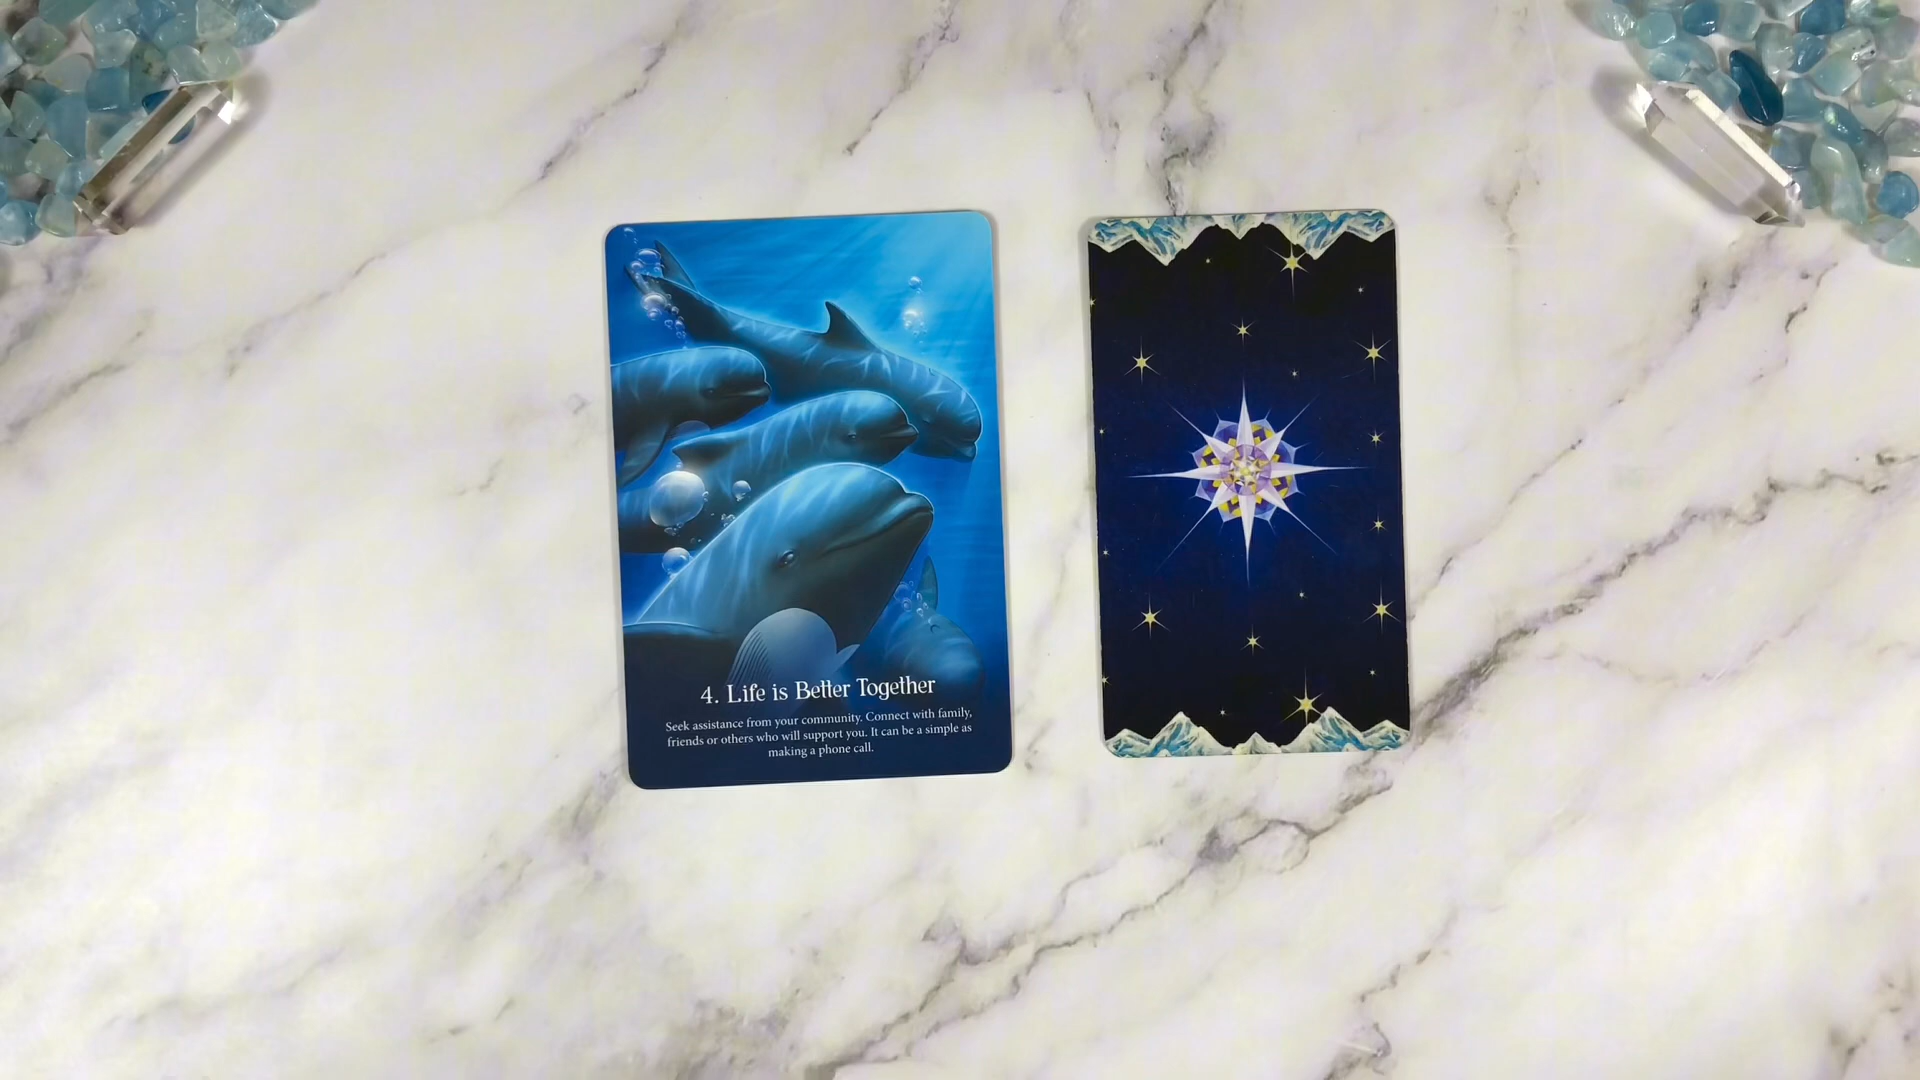 4. Life is Better Together
Seek assistance from your community. Connect with family,
friends or others who will support you. It can be a simple as
making a phone call.